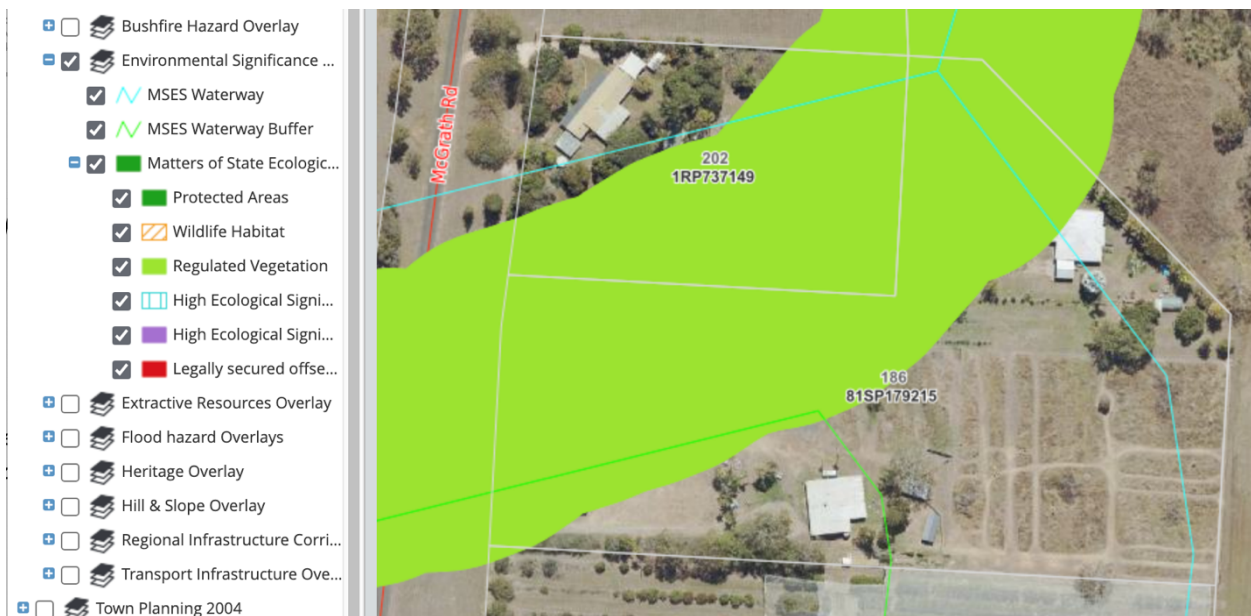 Bushfire Hazard Overlay
Environmental Significance ...
MSES Waterway
MSES Waterway Buffer
Matters of State Ecologic...
Protected Areas
Wildlife Habitat
Regulated Vegetation
High Ecological Signi...
High Ecological Signi...
Legally secured offse...
Extractive Resources Overlay
Flood hazard Overlays
Heritage Overlay
Hill & Slope Overlay
Regional Infrastructure Corri...
Transport Infrastructure Ove...
Town Planning 2004
McGrath Rd
202
1RP737149
186
81SP179215